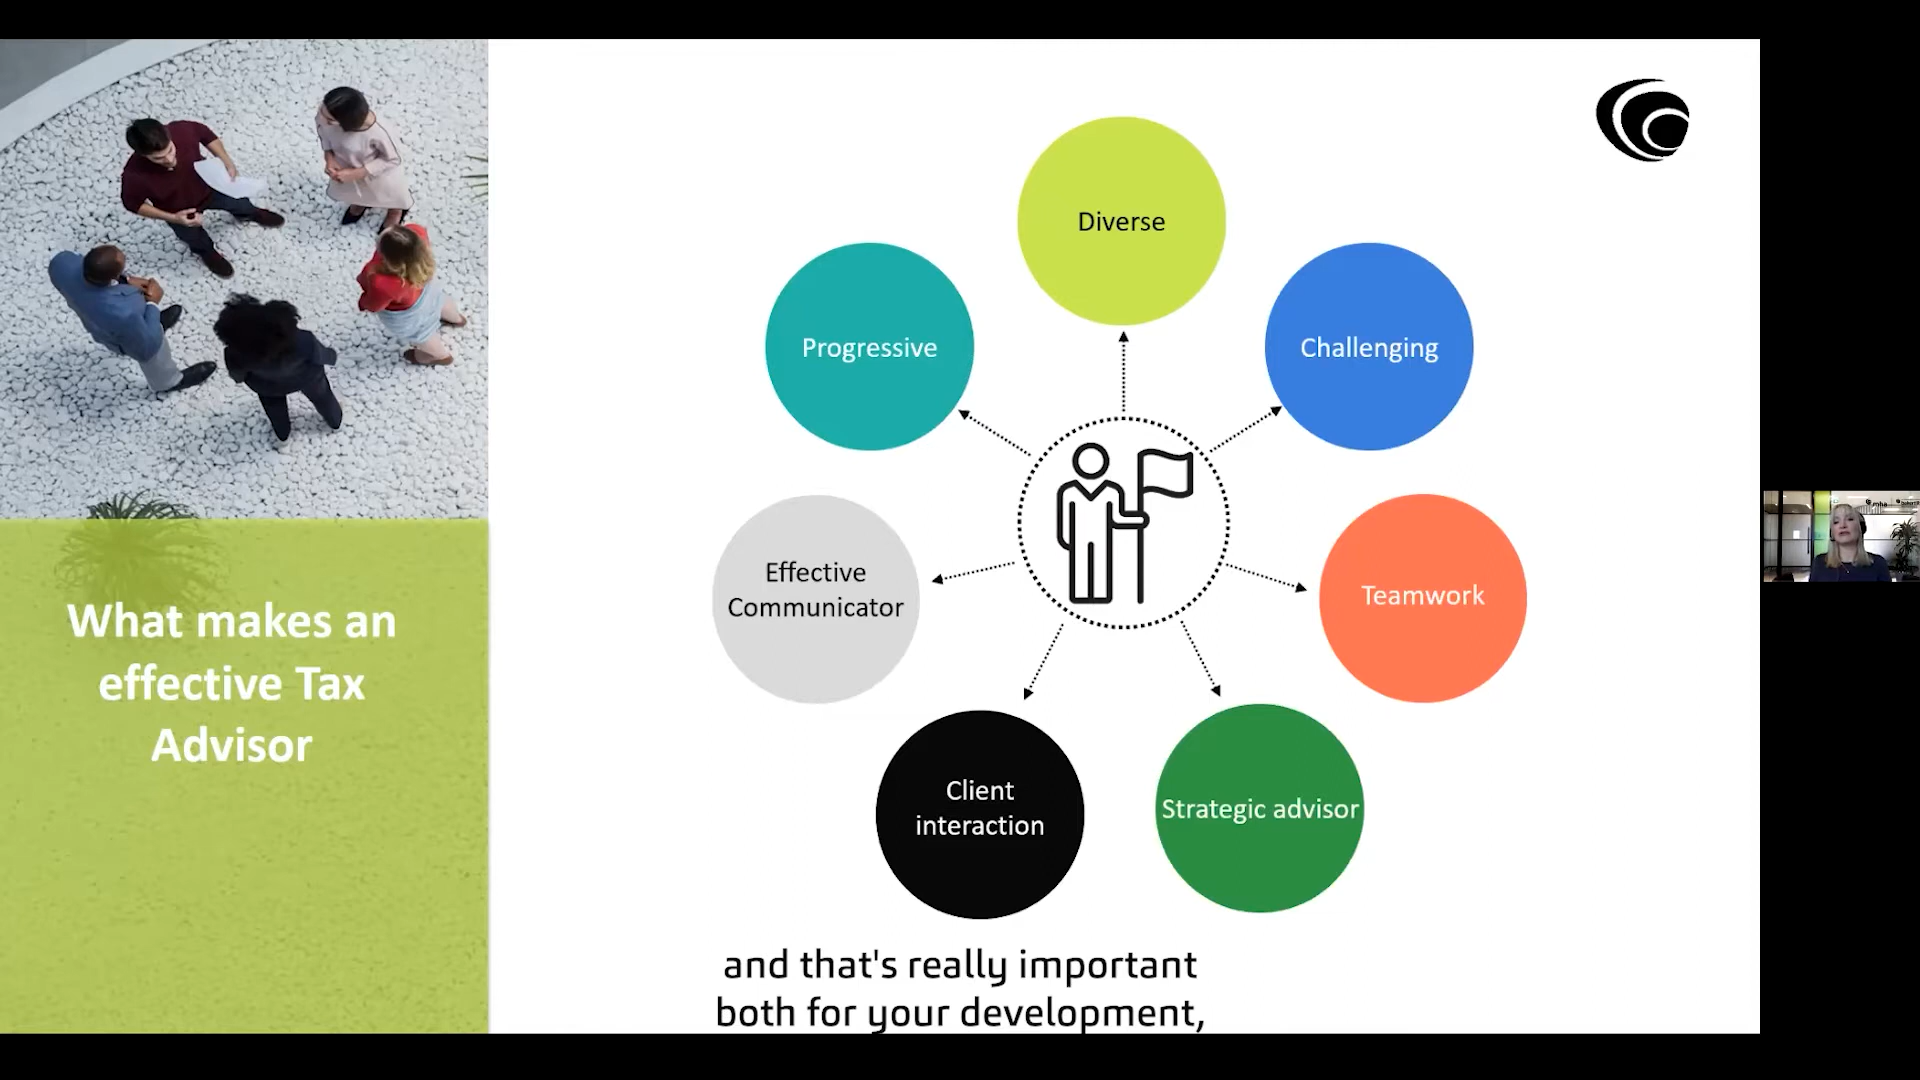 What makes an
effective Tax
Advisor
Diverse
Progressive
Challenging
Effective
Communicator
Teamwork
Client
interaction
Strategic advisor
and that's really important
both for your development,